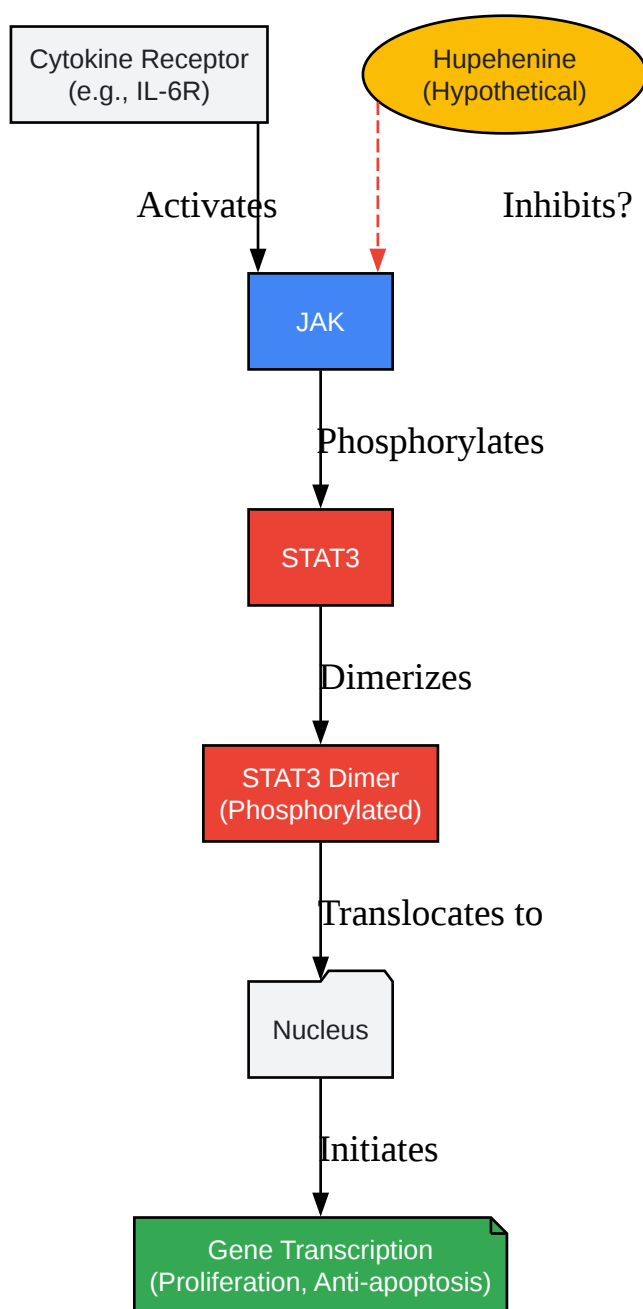 Cytokine Receptor
(e.g., IL-6R)
Hupehenine
(Hypothetical)
Activates
Inhibits?
JAK
Phosphorylates
STAT3
Dimerizes
STAT3 Dimer
(Phosphorylated)
Translocates to
Nucleus
Initiates
Gene Transcription
(Proliferation, Anti-apoptosis)